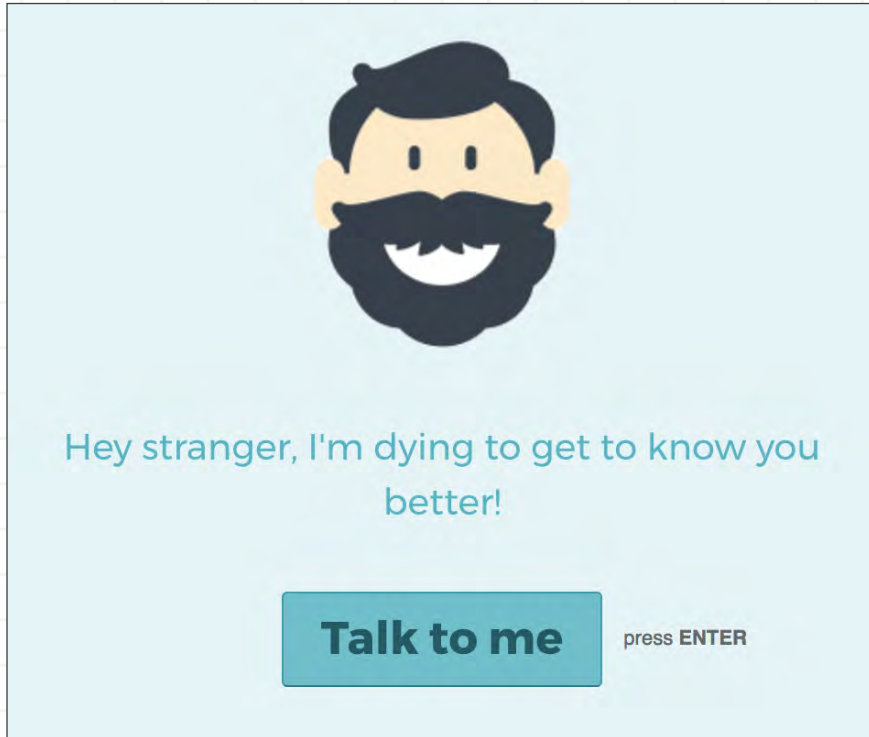 Hey stranger, I'm dying to get to know you
better!
Talk to me
press ENTER